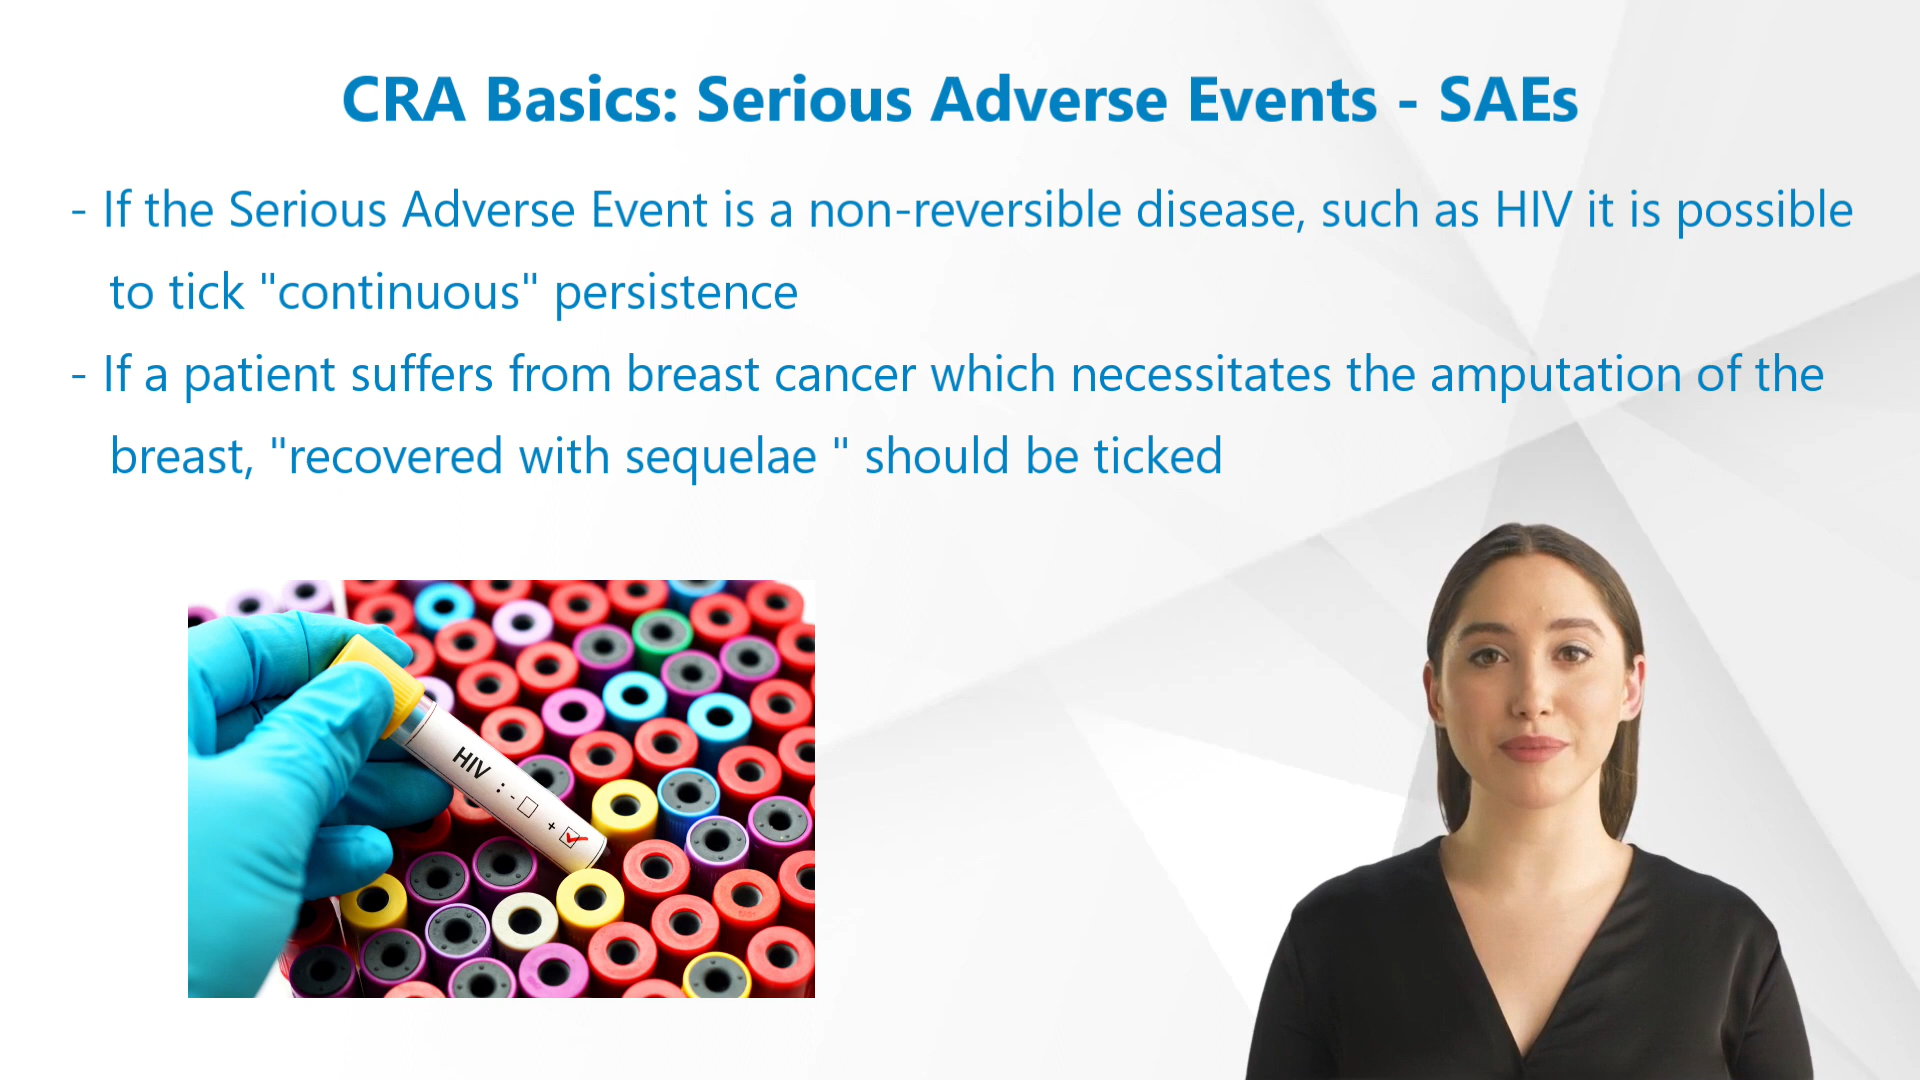 CRA Basics: Serious Adverse Events - SAEs
- If the Serious Adverse Event is a non-reversible disease, such as HIV it is possible
to tick "continuous" persistence
- If a patient suffers from breast cancer which necessitates the amputation of the
breast, "recovered with sequelae " should be ticked
HIV : - +